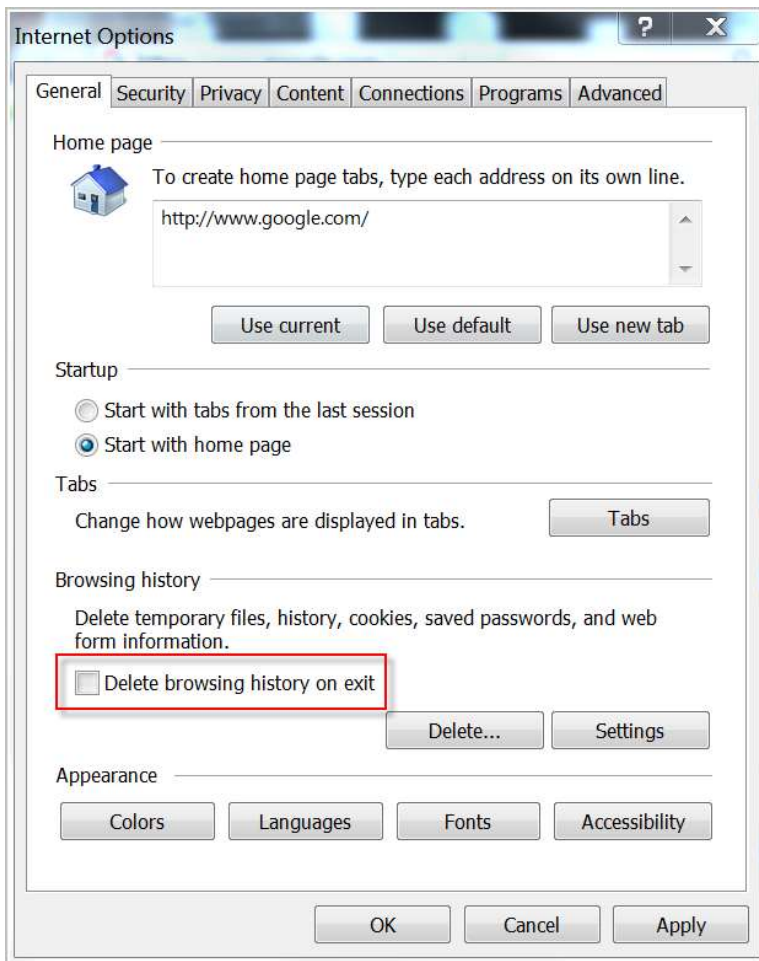 Internet Options
?
X
General Security Privacy Content Connections Programs Advanced
Home page
To create home page tabs, type each address on its own line.
http://www.google.com/
Use current Use default Use new tab
Startup
Start with tabs from the last session
Start with home page
Tabs
Change how webpages are displayed in tabs. Tabs
Browsing history
Delete temporary files, history, cookies, saved passwords, and web
form information.
Delete browsing history on exit
Delete... Settings
Appearance
Colors Languages Fonts Accessibility
OK Cancel Apply